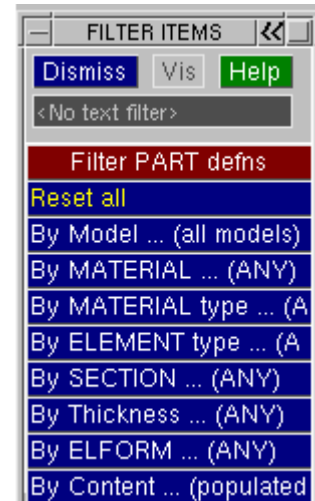 FILTER ITEMS
Dismiss Vis Help
<No text filter>
Filter PART defns
Reset all
By Model ... (all models)
By MATERIAL ... (ANY)
By MATERIAL type ... (A
By ELEMENT type ... (A
By SECTION ... (ANY)
By Thickness ... (ANY)
By ELFORM ... (ANY)
By Content ... (populated